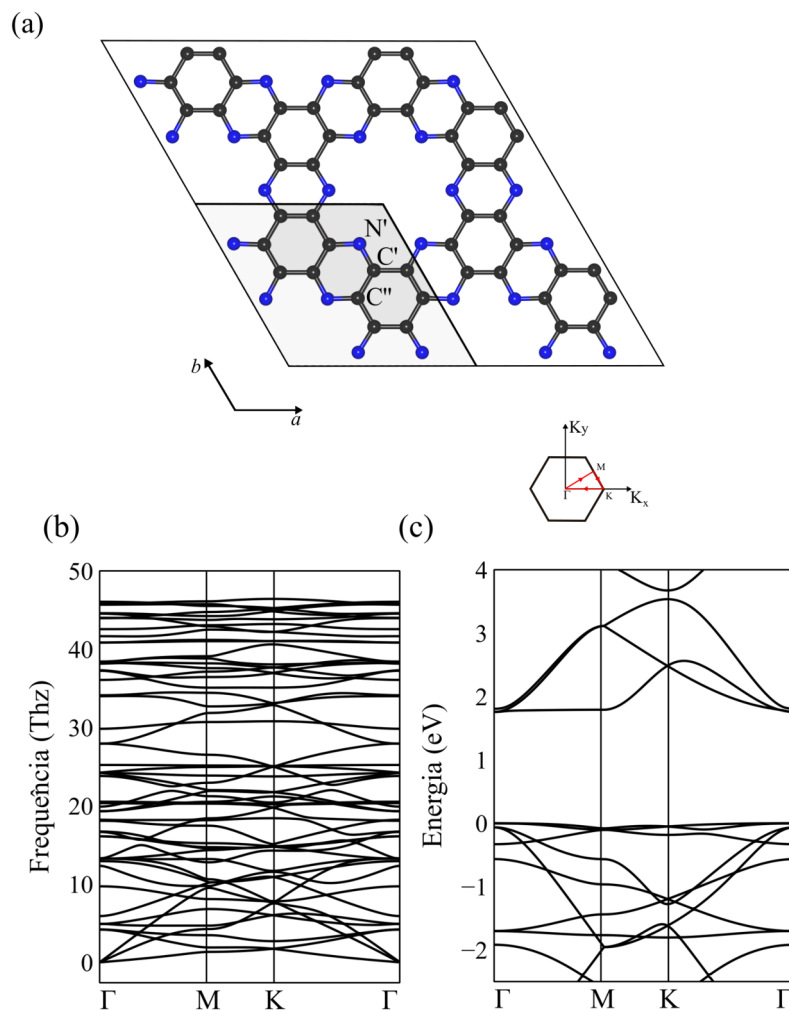 (a)
N'
C'
C''
b
a
Ky
M
Γ
K
Kx
(b)
(c)
50
40
30
20
10
0
Frequência (Thz)
Γ
M
K
Γ
4
3
2
1
0
−1
−2
Energia (eV)
Γ
M
K
Γ